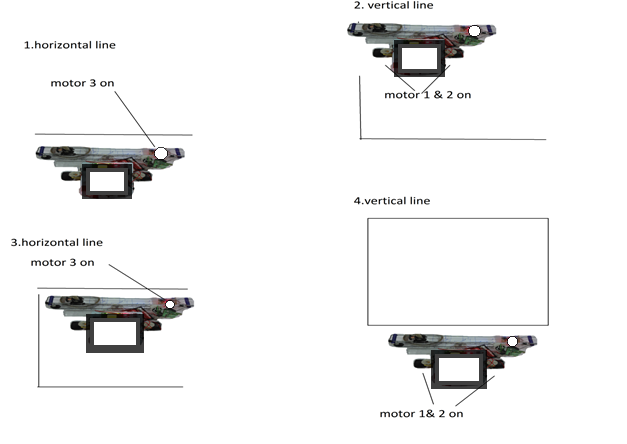 1.horizontal line
motor 3 on
2. vertical line
motor 1 & 2 on
3.horizontal line
motor 3 on
4.vertical line
motor 1& 2 on